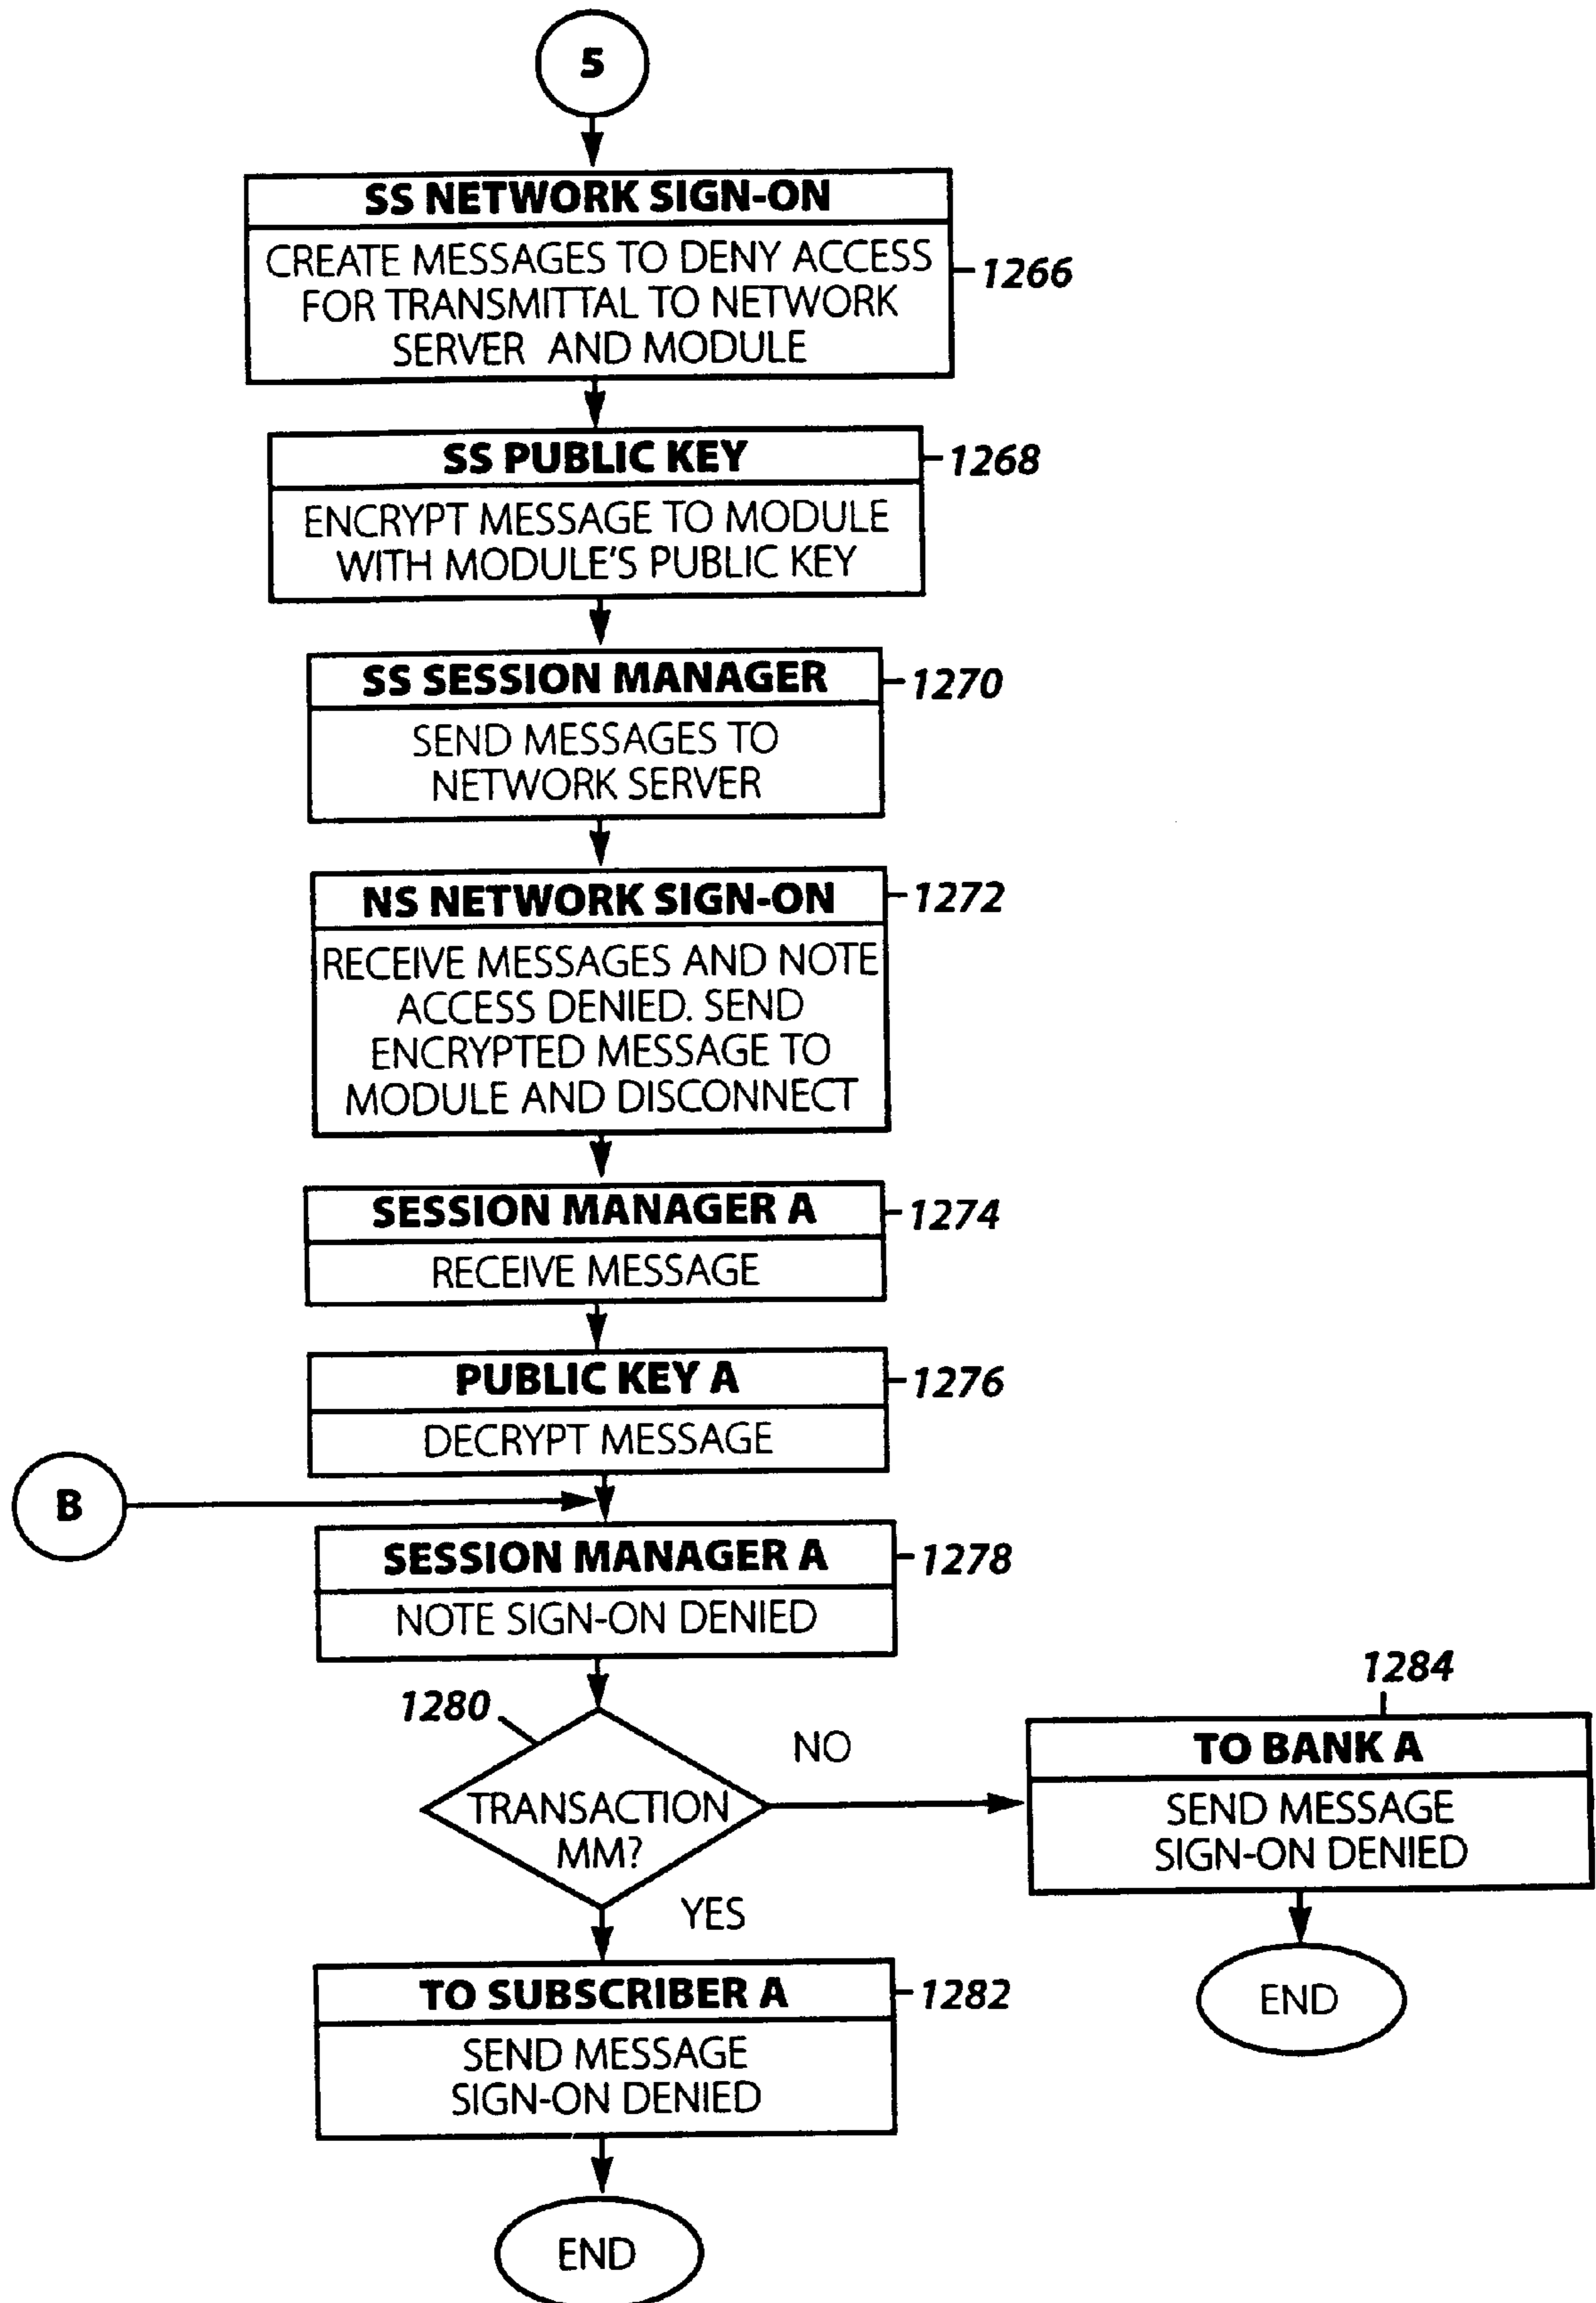 5
SS NETWORK SIGN-ON
CREATE MESSAGES TO DENY ACCESS
FOR TRANSMITTAL TO NETWORK
SERVER AND MODULE
1266
SS PUBLIC KEY
1268
ENCRYPT MESSAGE TO MODULE
WITH MODULE'S PUBLIC KEY
SS SESSION MANAGER
1270
SEND MESSAGES TO
NETWORK SERVER
NS NETWORK SIGN-ON
1272
RECEIVE MESSAGES AND NOTE
ACCESS DENIED. SEND
ENCRYPTED MESSAGE TO
MODULE AND DISCONNECT
SESSION MANAGER A
1274
RECEIVE MESSAGE
PUBLIC KEY A
1276
DECRYPT MESSAGE
B
SESSION MANAGER A
1278
NOTE SIGN-ON DENIED
1280
TRANSACTION
MM?
NO
YES
1284
TO BANK A
SEND MESSAGE
SIGN-ON DENIED
END
TO SUBSCRIBER A
1282
SEND MESSAGE
SIGN-ON DENIED
END